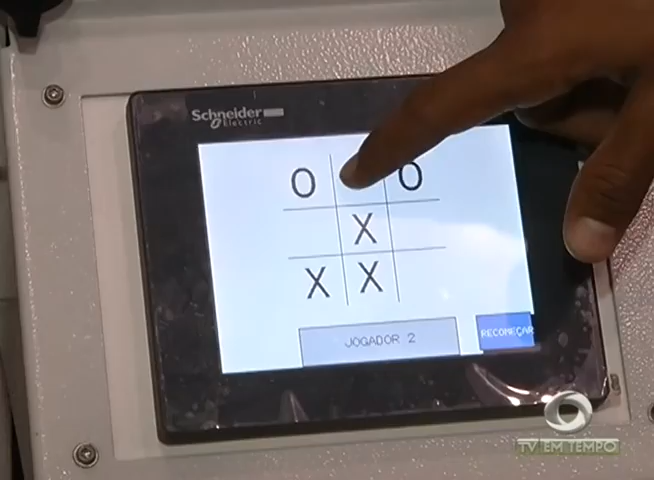 Schneider
Electric
O O
X
X X
JOGADOR 2
RECOMEÇAR
TV EM TEMPO